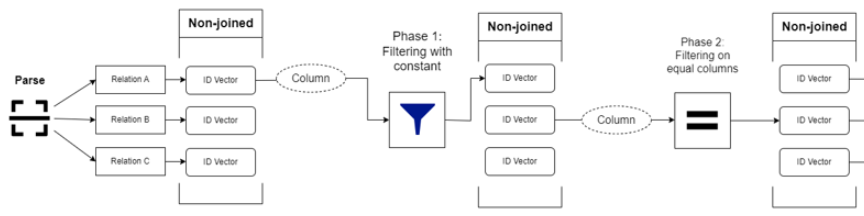 Non-joined
Non-joined
Non-joined
Phase 1:
Filtering with
constant
Phase 2:
Filtering on
equal columns
Parse
Relation A
ID Vector
Column
ID Vector
ID Vector
Relation B
ID Vector
ID Vector
Column
ID Vector
Relation C
ID Vector
ID Vector
ID Vector